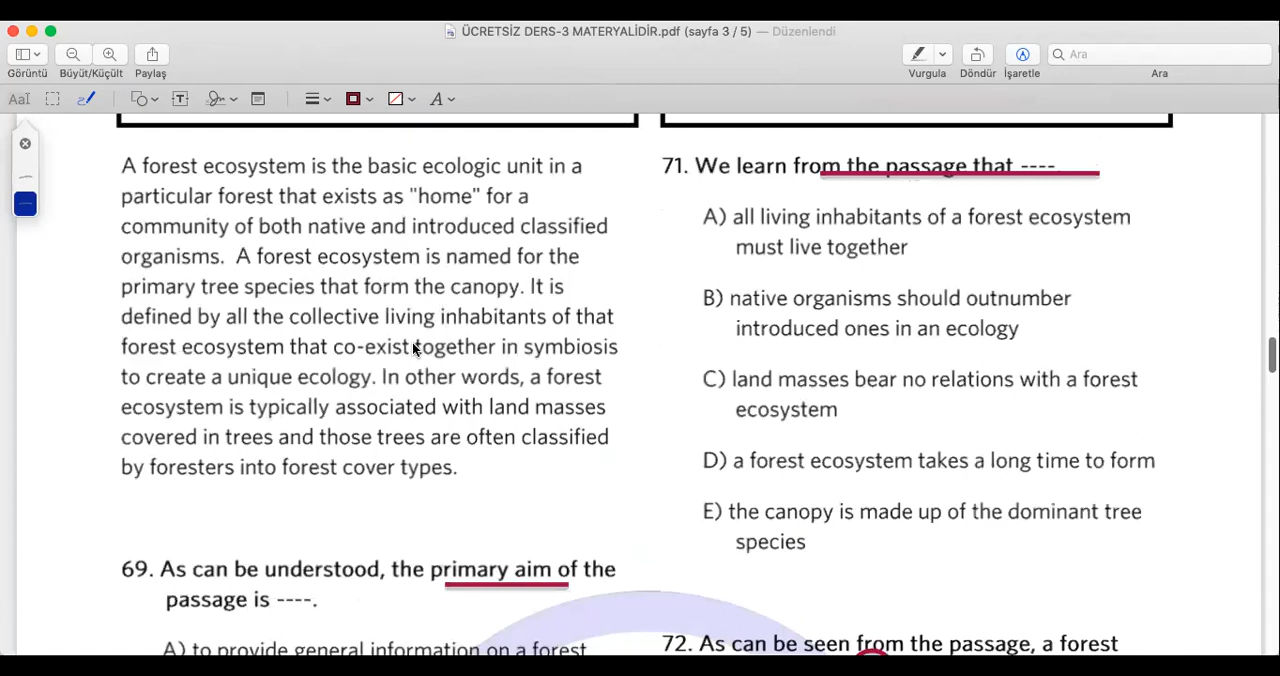 ÜCRETSİZ DERS-3 MATERYALİDİR.pdf (sayfa 3 / 5) — Düzenlendi
Ara
Görüntü Büyüt/Küçült Paylaş Vurgula Döndür İşaretle Ara
A forest ecosystem is the basic ecologic unit in a
particular forest that exists as "home" for a
community of both native and introduced classified
organisms. A forest ecosystem is named for the
primary tree species that form the canopy. It is
defined by all the collective living inhabitants of that
forest ecosystem that co-exist together in symbiosis
to create a unique ecology. In other words, a forest
ecosystem is typically associated with land masses
covered in trees and those trees are often classified
by foresters into forest cover types.
69. As can be understood, the primary aim of the
passage is ----.
A) to provide general information on a forest
71. We learn from the passage that ----.
A) all living inhabitants of a forest ecosystem
must live together
B) native organisms should outnumber
introduced ones in an ecology
C) land masses bear no relations with a forest
ecosystem
D) a forest ecosystem takes a long time to form
E) the canopy is made up of the dominant tree
species
72. As can be seen from the passage, a forest